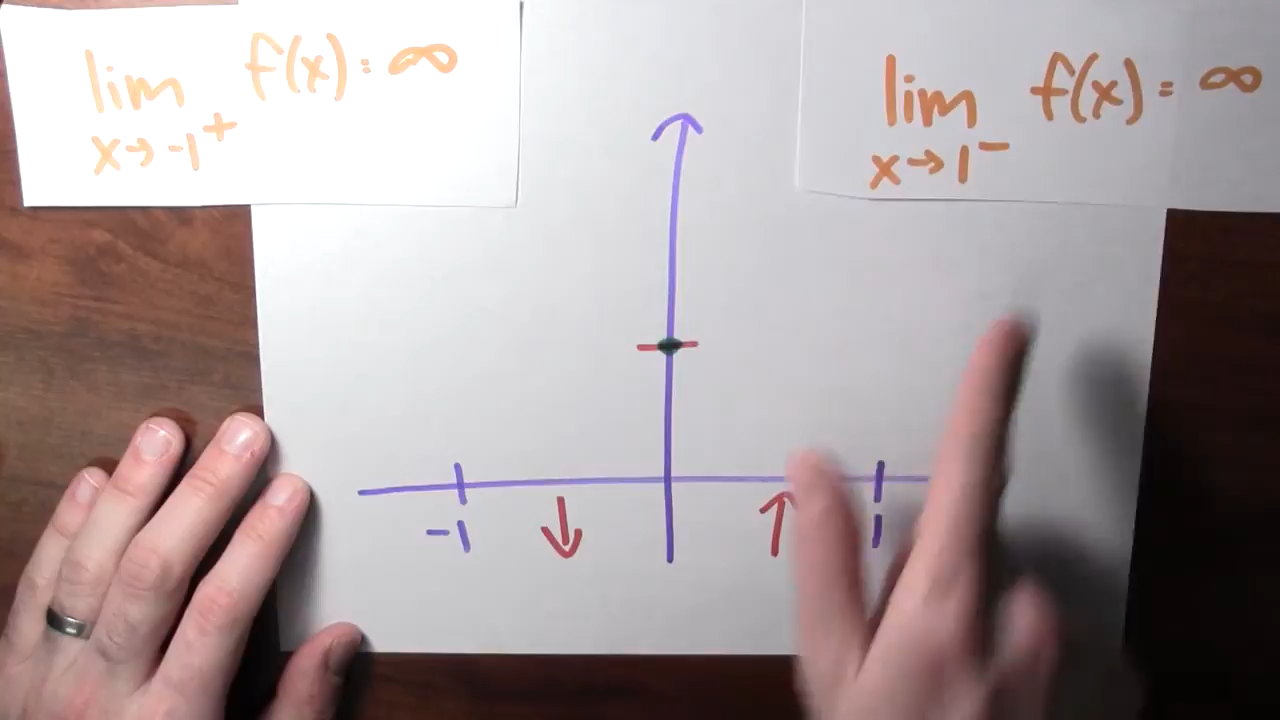 lim f(x) = ∞
x→-1⁺
lim f(x) = ∞
x→1⁻
-1
1